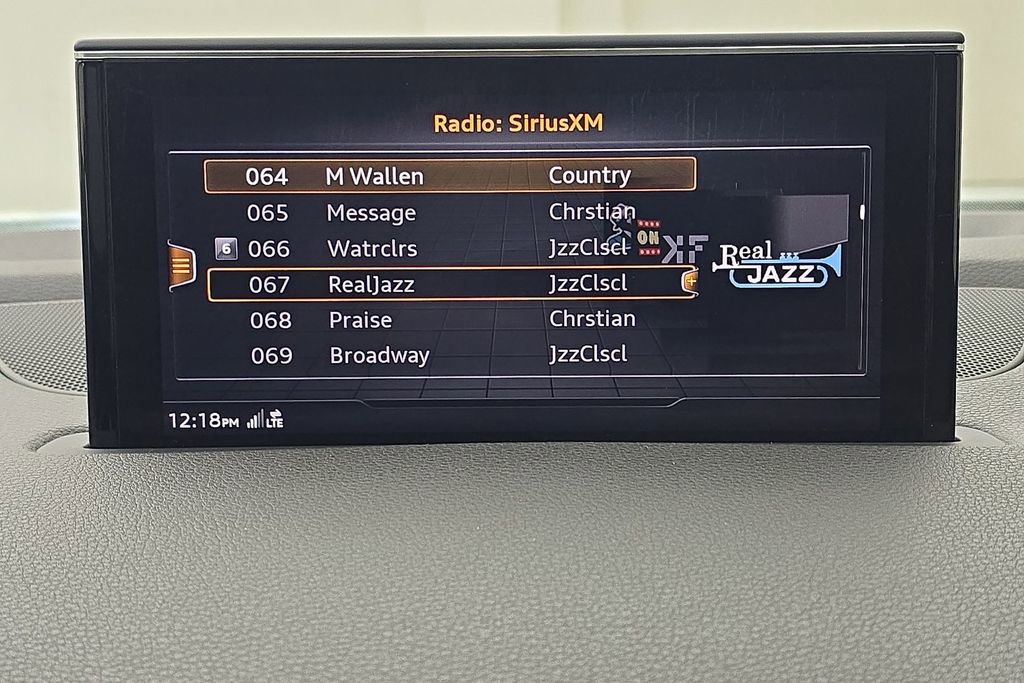 Radio: SiriusXM
064 M Wallen Country
065 Message Chrstian
6 066 Watrclrs JzzClscl
067 RealJazz JzzClscl
068 Praise Chrstian
069 Broadway JzzClscl
ON
Real
JAZZ
12:18PM LTE